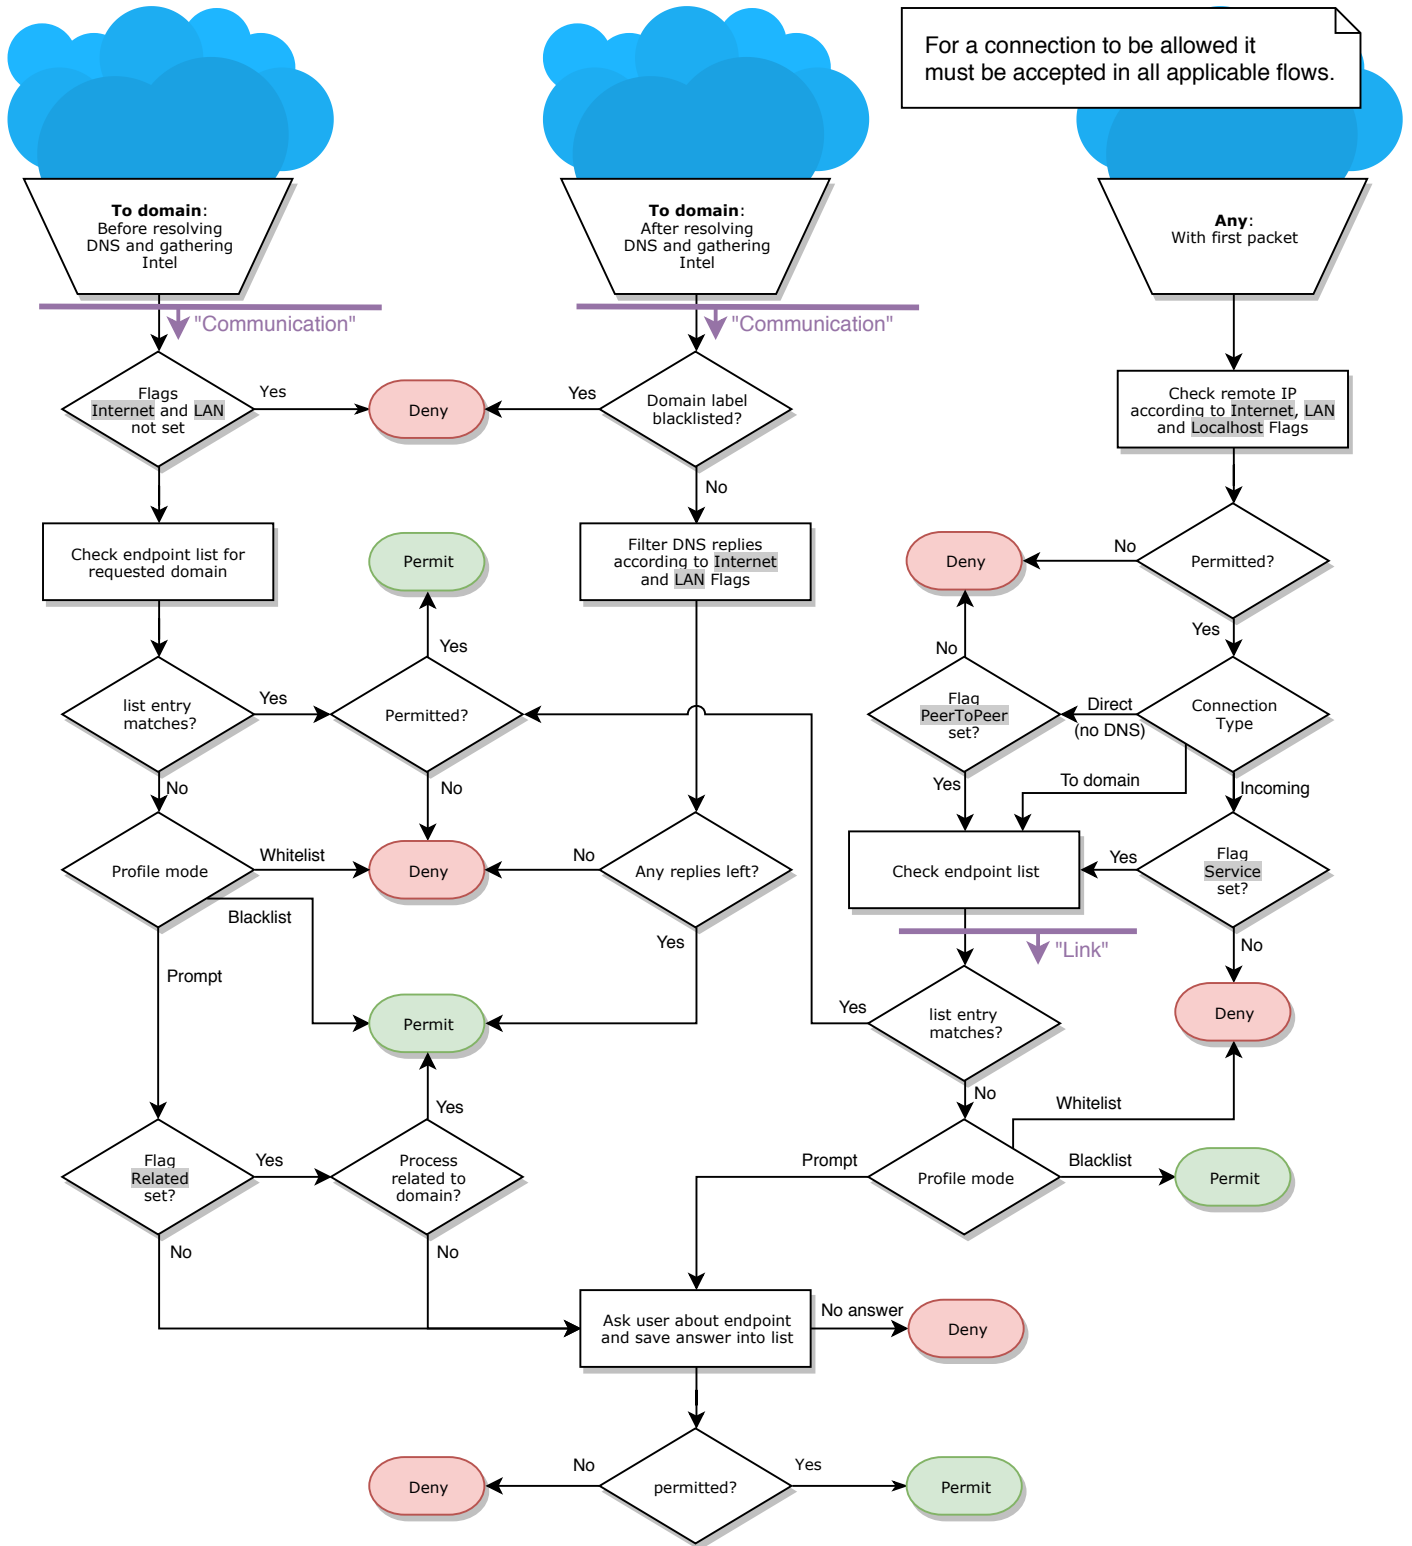 For a connection to be allowed it
must be accepted in all applicable flows.
To domain:
Before resolving
DNS and gathering
Intel
To domain:
After resolving
DNS and gathering
Intel
Any:
With first packet
"Communication"
"Communication"
Flags
Internet and LAN
not set
Yes
Deny
Yes
Domain label
blacklisted?
Check remote IP
according to Internet, LAN
and Localhost Flags
No
Check endpoint list for
requested domain
Permit
Filter DNS replies
according to Internet
and LAN Flags
Deny
No
Permitted?
Yes
Yes
No
list entry
matches?
Yes
Permitted?
Flag
PeerToPeer
set?
Direct
(no DNS)
Connection
Type
No
No
Yes
To domain
Incoming
Profile mode
Whitelist
Deny
No
Any replies left?
Check endpoint list
Yes
Flag
Service
set?
Blacklist
Yes
"Link"
No
Prompt
Permit
Yes
list entry
matches?
Deny
No
Yes
Whitelist
Flag
Related
set?
Yes
Process
related to
domain?
Prompt
Profile mode
Blacklist
Permit
No
No
Ask user about endpoint
and save answer into list
No answer
Deny
Deny
No
permitted?
Yes
Permit